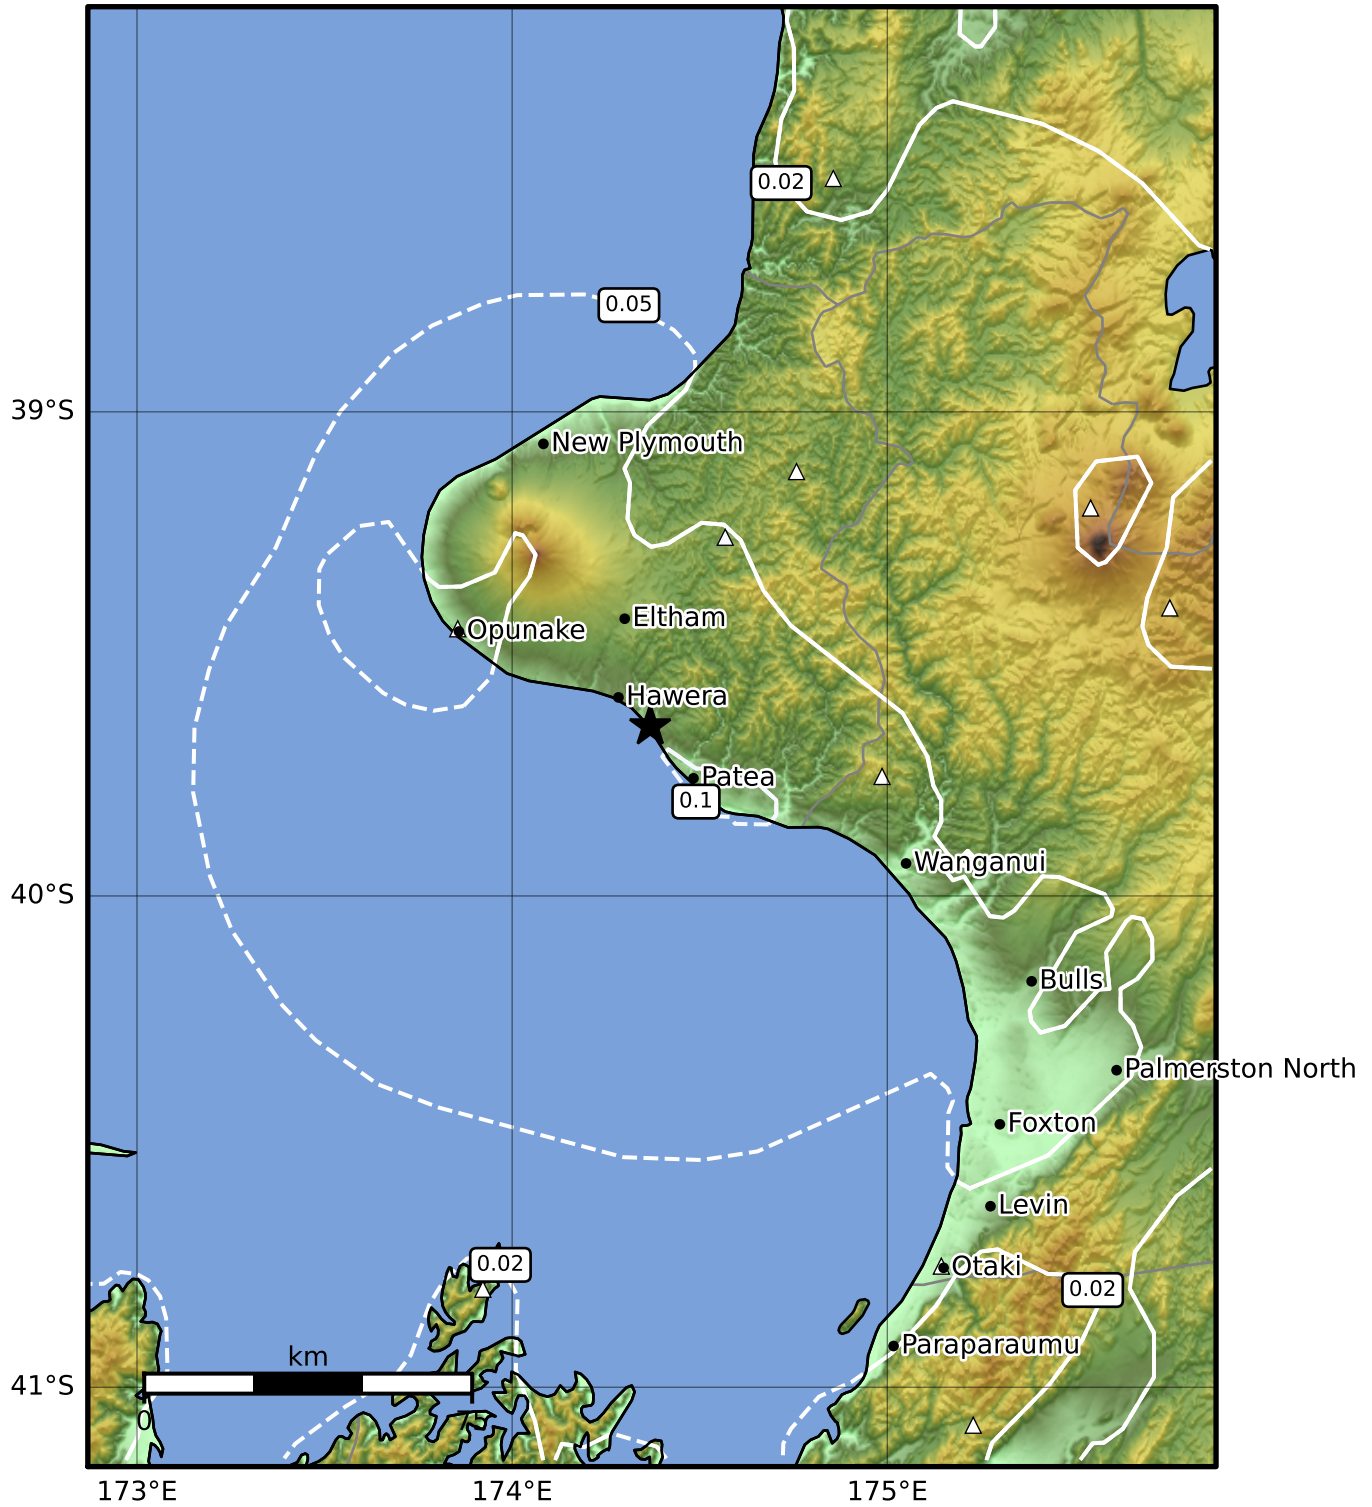 0.02
0.05
39°S
New Plymouth
Eltham
Opunake
Hawera
Patea
0.1
Wanganui
40°S
Bulls
Palmerston North
Foxton
Levin
0.02
Otaki
0.02
Paraparaumu
km
41°S
0
173°E
174°E
175°E